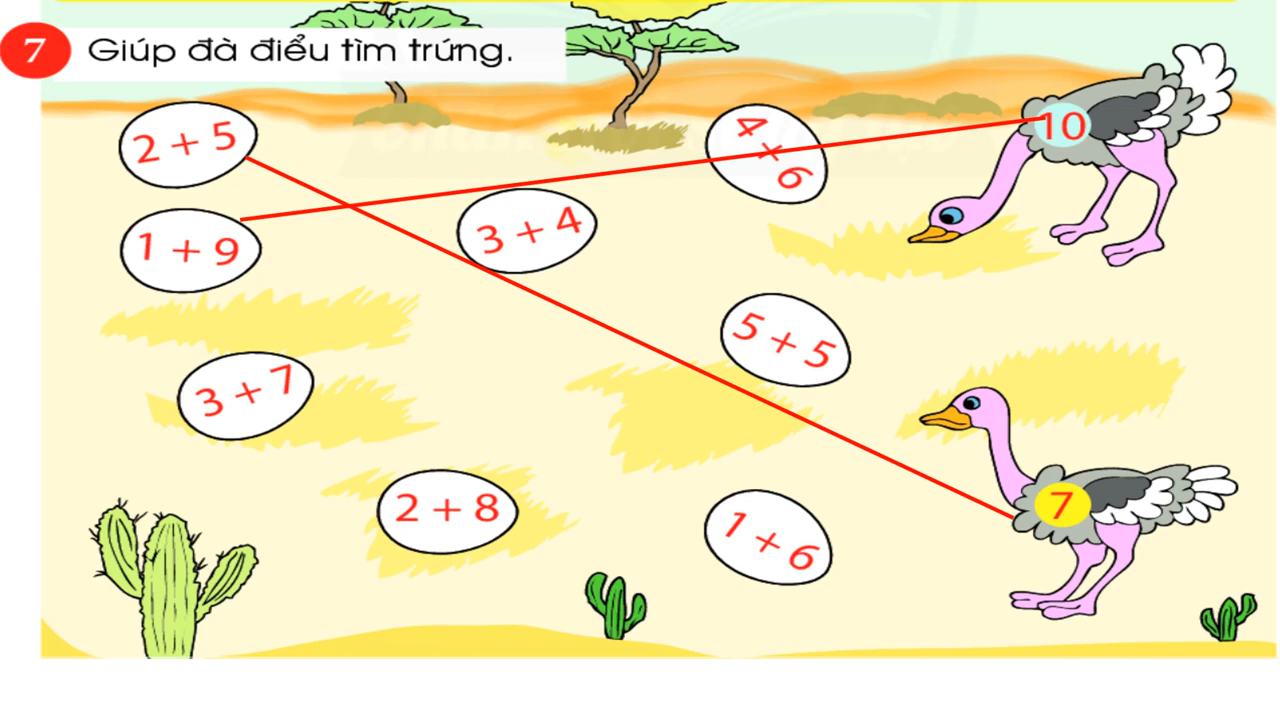 7 Giúp đà điểu tìm trứng.
2 + 5
4 + 6
10
1 + 9
3 + 4
5 + 5
3 + 7
2 + 8
1 + 6
7